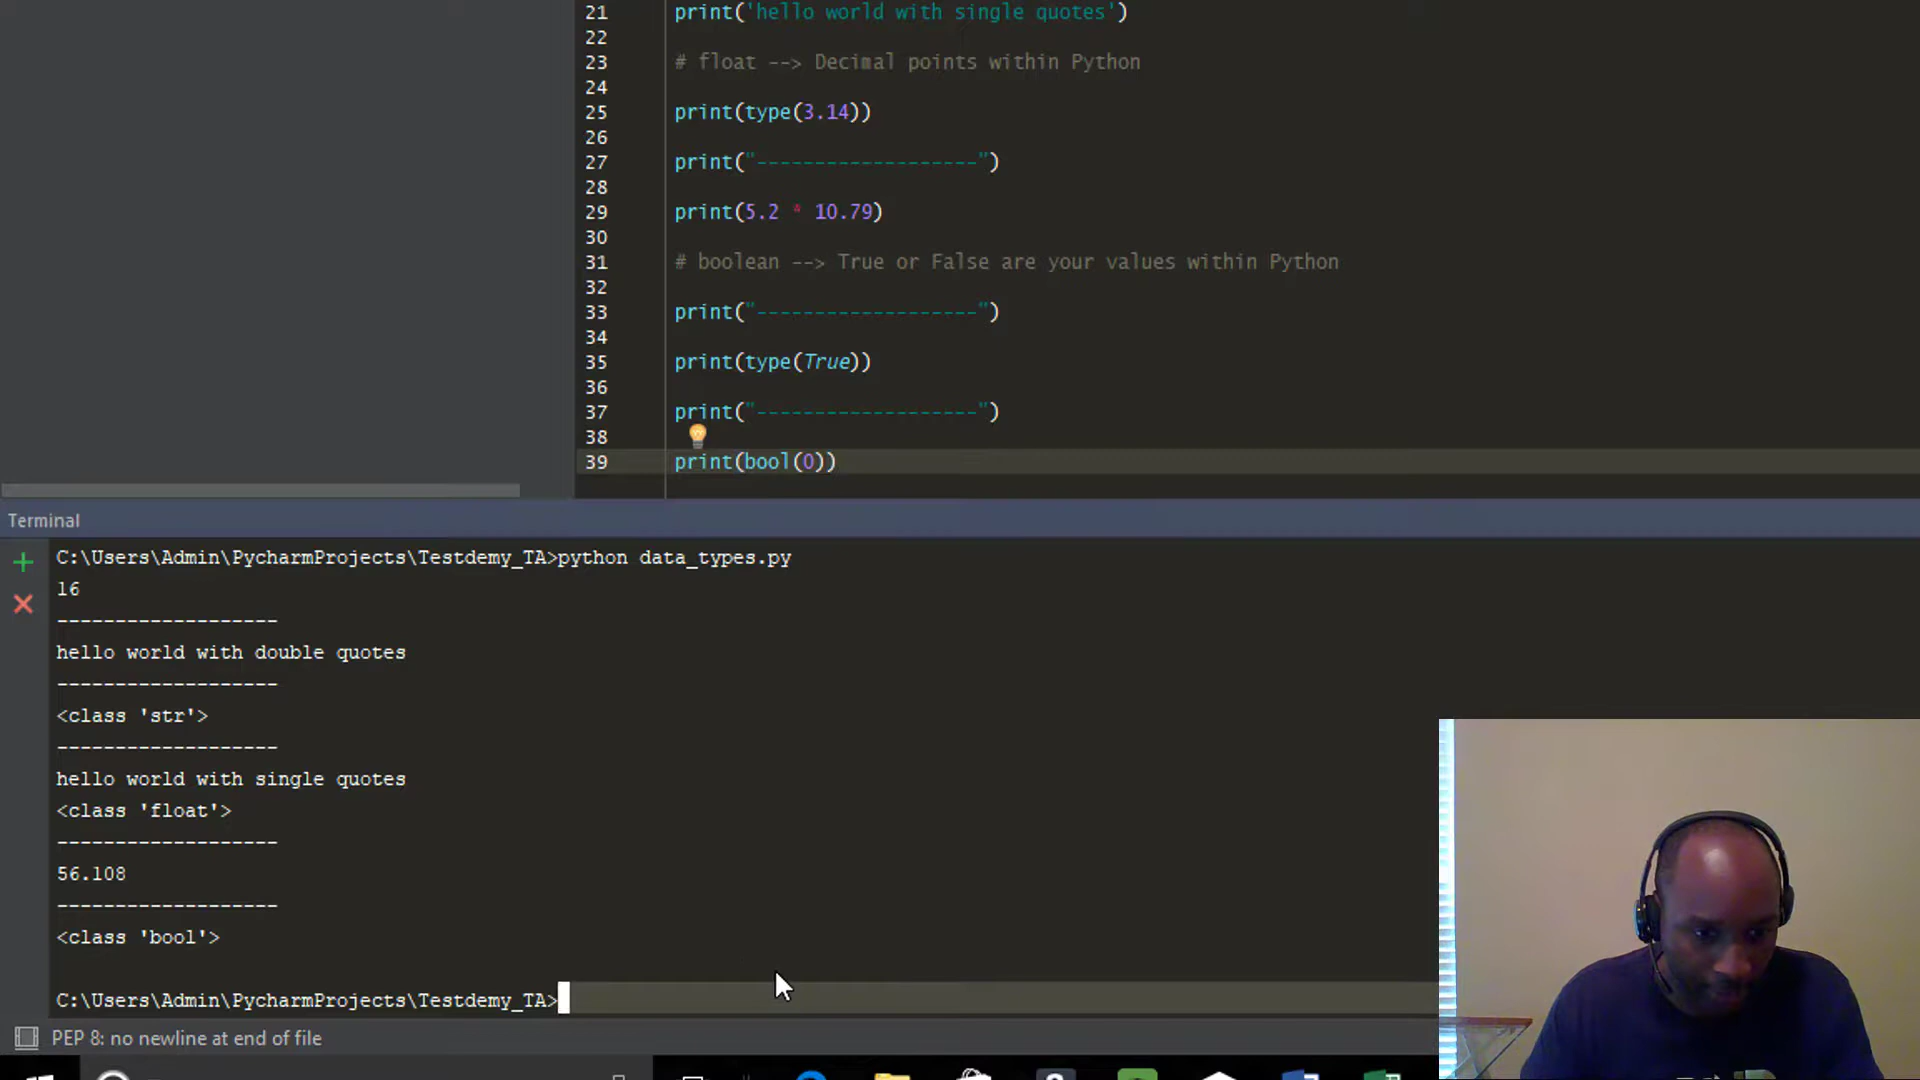 21 print('hello world with single quotes')
22
23 # float --> Decimal points within Python
24
25 print(type(3.14))
26
27 print("-------------------")
28
29 print(5.2 * 10.79)
30
31 # boolean --> True or False are your values within Python
32
33 print("-------------------")
34
35 print(type(True))
36
37 print("-------------------")
38
39 print(bool(0))
Terminal
C:\Users\Admin\PycharmProjects\Testdemy_TA>python data_types.py
16
-------------------
hello world with double quotes
-------------------
<class 'str'>
-------------------
hello world with single quotes
<class 'float'>
-------------------
56.108
-------------------
<class 'bool'>
C:\Users\Admin\PycharmProjects\Testdemy_TA>
PEP 8: no newline at end of file